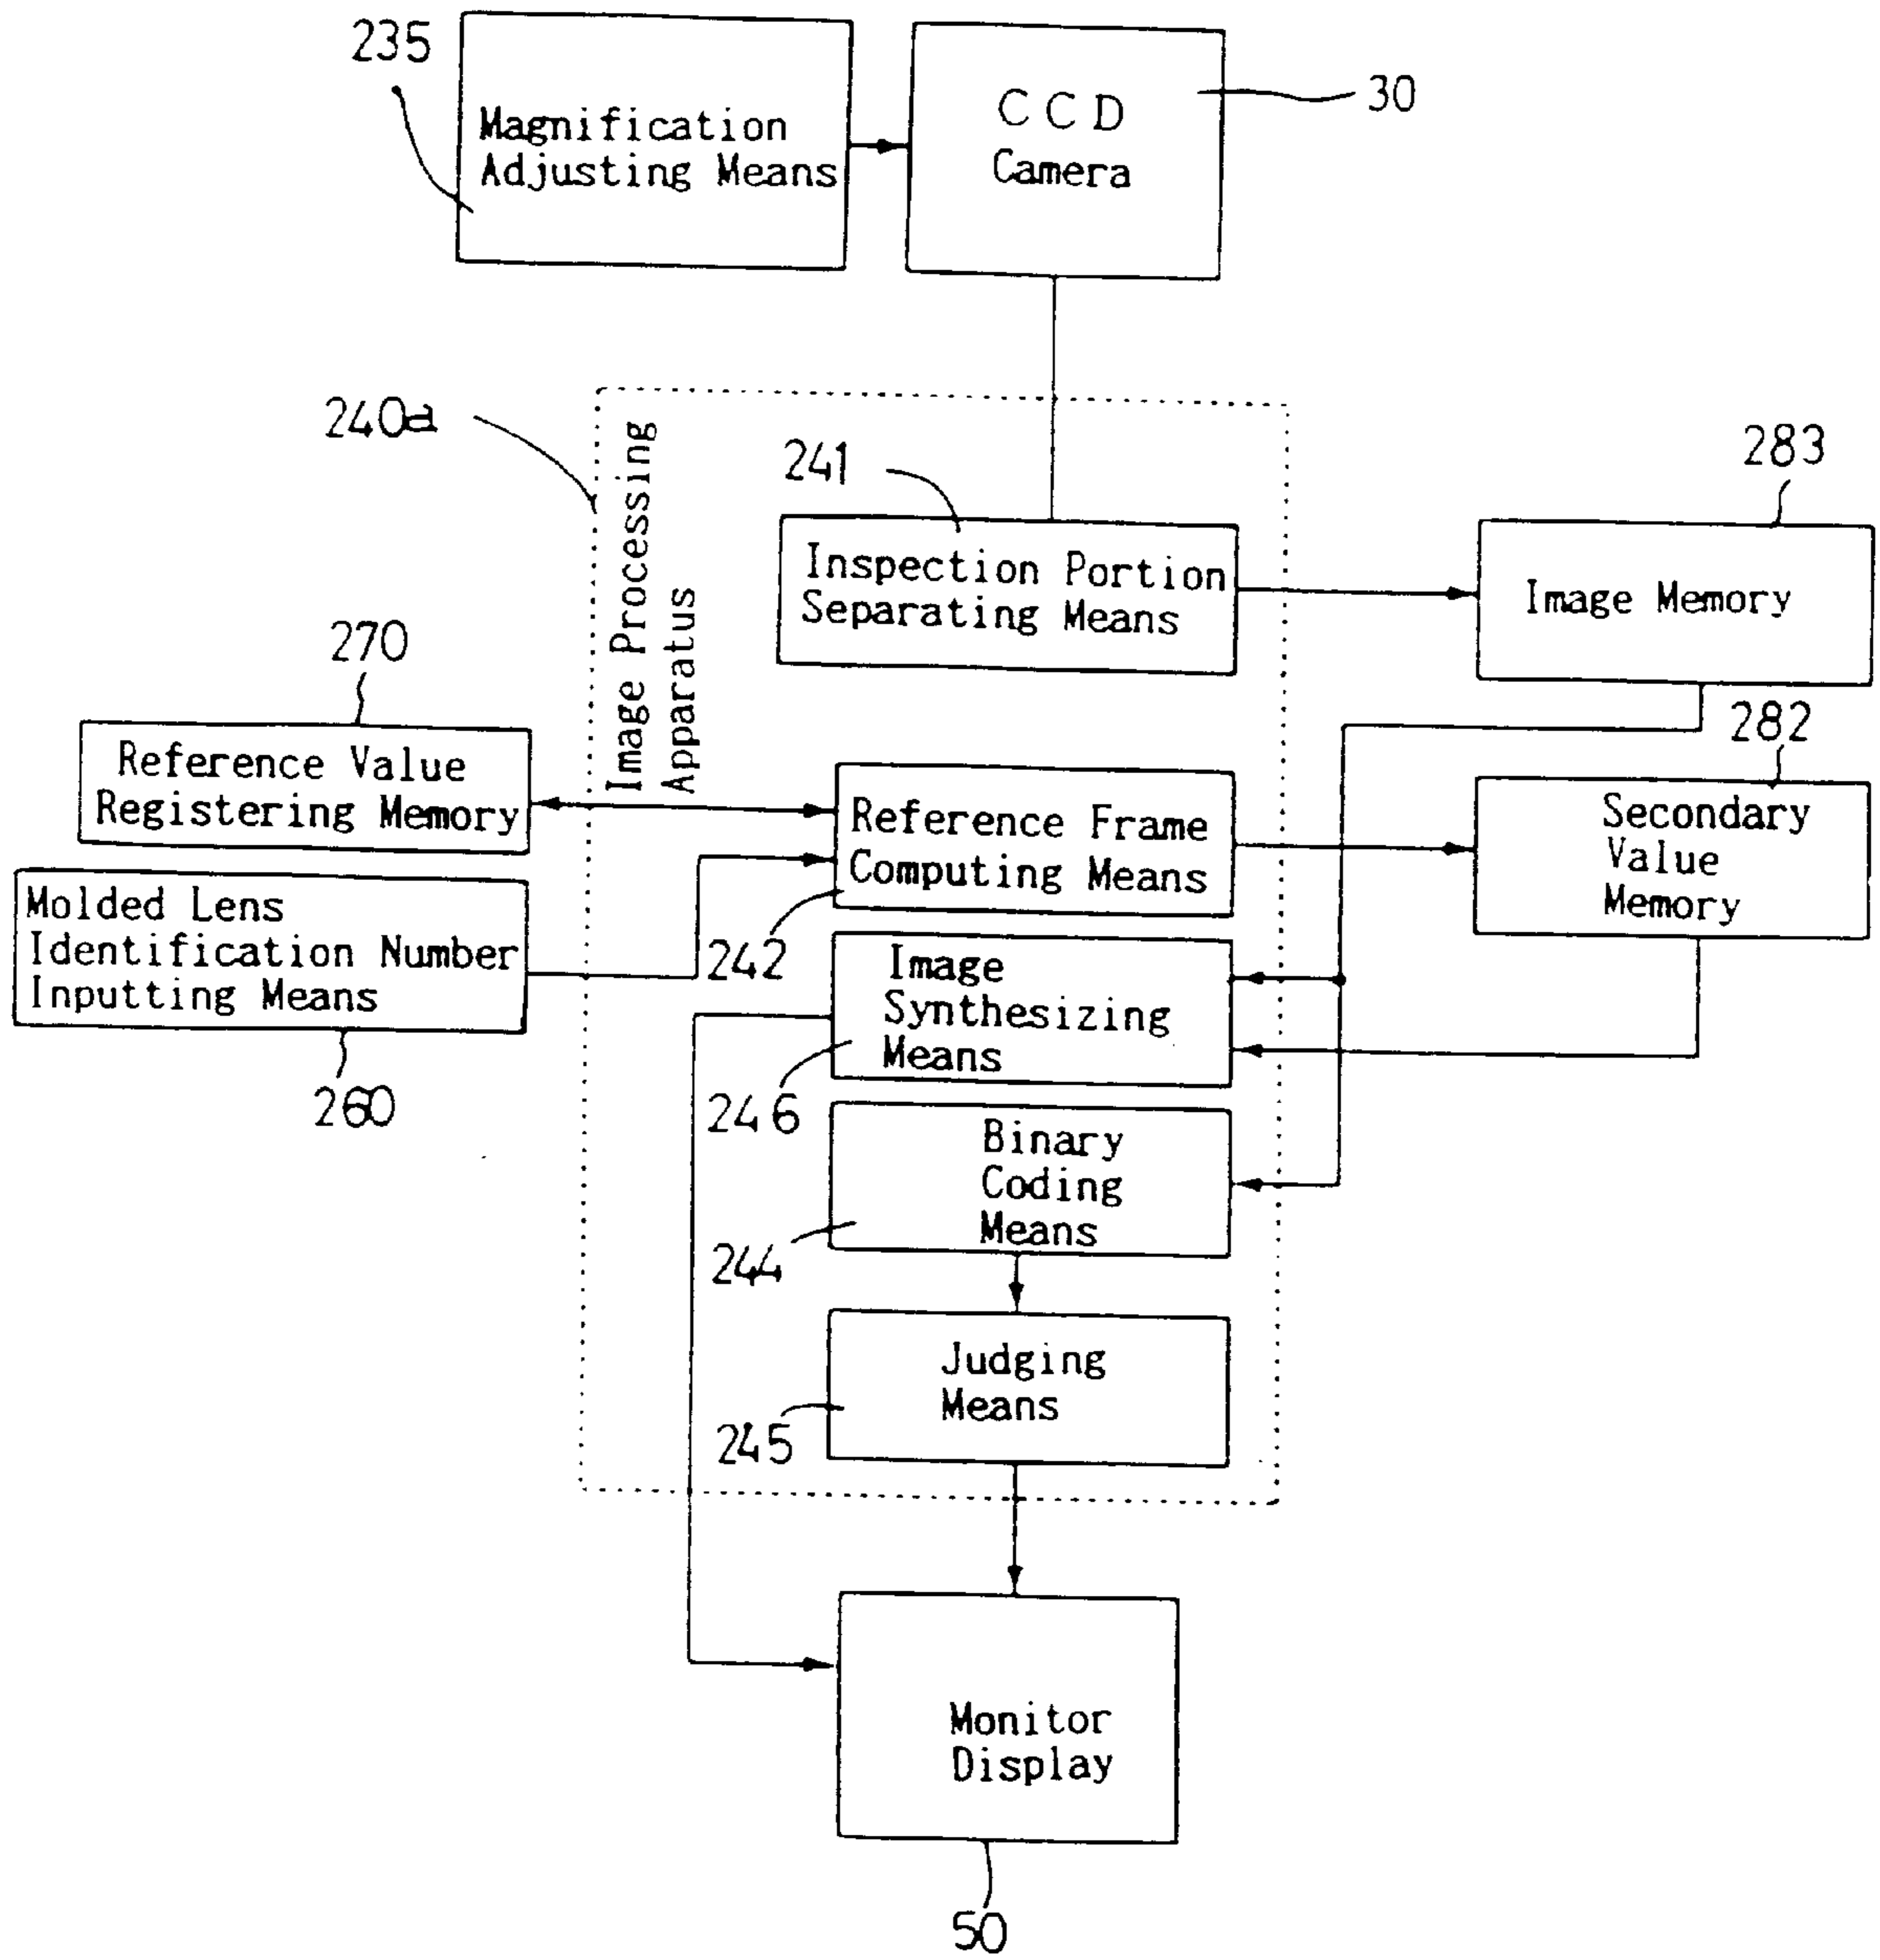 235
Magnification
Adjusting Means
CCD
Camera
30
240a
Image Processing
Apparatus
241
Inspection Portion
Separating Means
283
Image Memory
270
Reference Value
Registering Memory
282
Secondary
Value
Memory
Reference Frame
Computing Means
242
Molded Lens
Identification Number
Inputting Means
260
Image
Synthesizing
Means
246
Binary
Coding
Means
244
Judging
Means
245
Monitor
Display
50